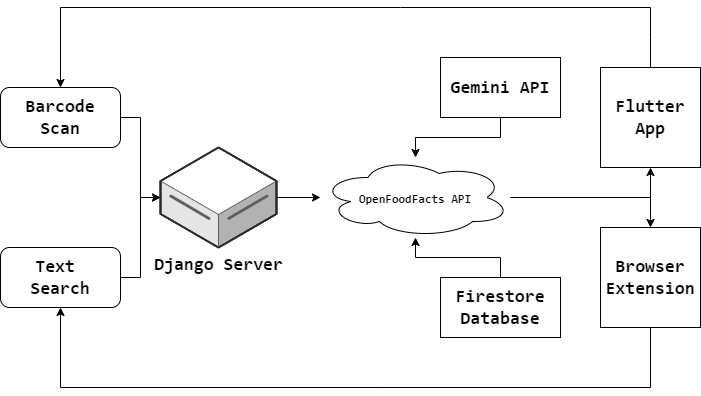 Barcode
Scan
Gemini API
Flutter
App
OpenFoodFacts API
Django Server
Text
Search
Firestore
Database
Browser
Extension